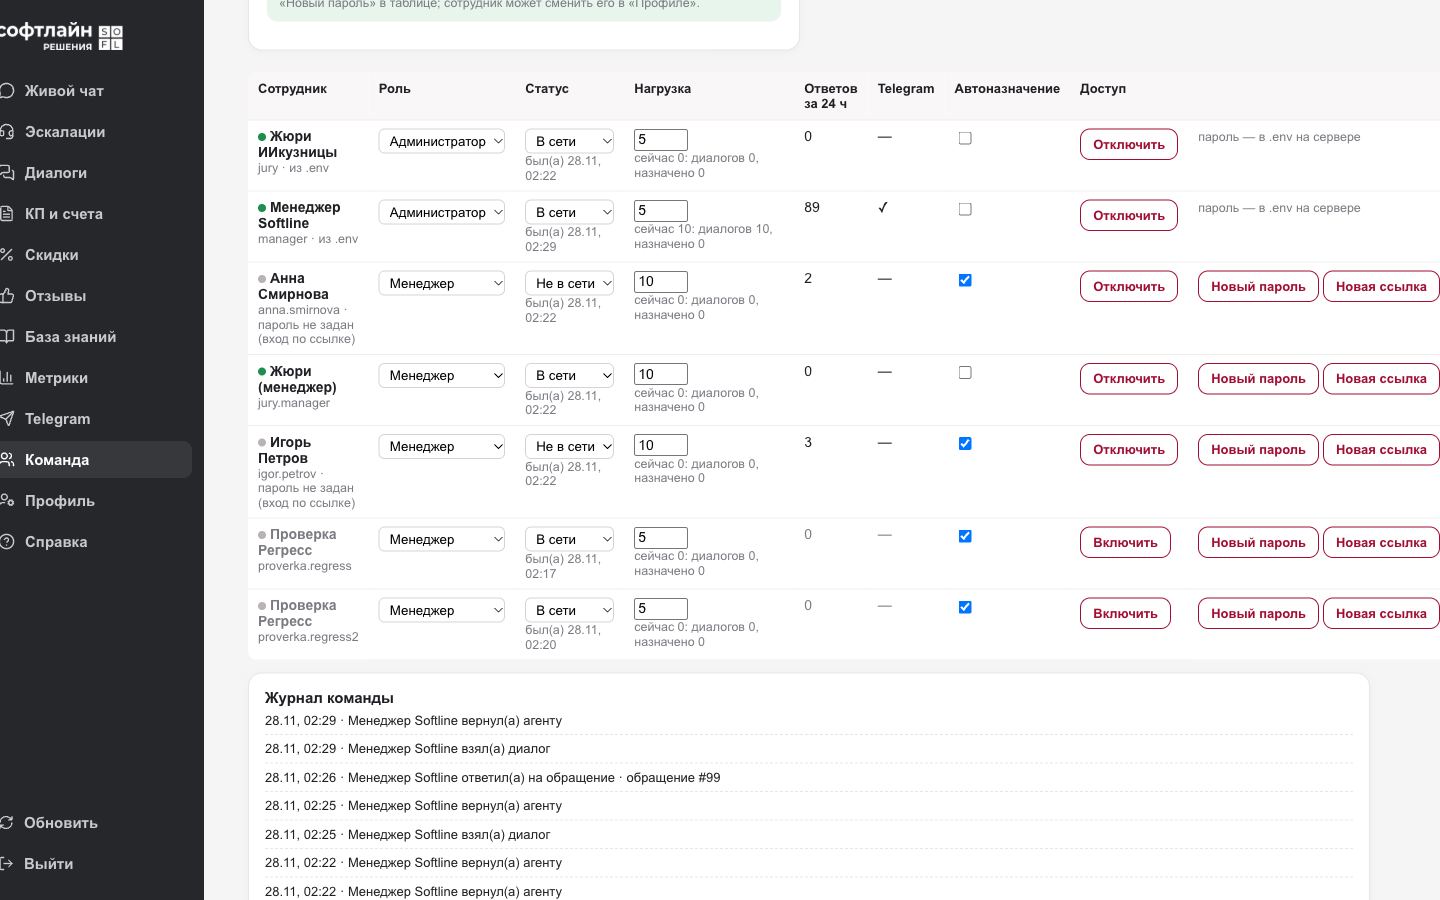 «Новый пароль» в таблице; сотрудник может сменить его в «Профиле».
софтлайн
РЕШЕНИЯ
SO
FL
Живой чат
Эскалации
Диалоги
КП и счета
Скидки
Отзывы
База знаний
Метрики
Telegram
Команда
Профиль
Справка
Обновить
Выйти
Сотрудник Роль Статус Нагрузка Ответов за 24 ч Telegram Автоназначение Доступ
Жюри ИИкузницы
jury · из .env
Администратор
В сети
был(а) 28.11, 02:22
5
сейчас 0: диалогов 0, назначено 0
0
—
Отключить
пароль — в .env на сервере
Менеджер Softline
manager · из .env
Администратор
В сети
был(а) 28.11, 02:29
5
сейчас 10: диалогов 10, назначено 0
89
✓
Отключить
пароль — в .env на сервере
Анна Смирнова
anna.smirnova · пароль не задан (вход по ссылке)
Менеджер
Не в сети
был(а) 28.11, 02:22
10
сейчас 0: диалогов 0, назначено 0
2
—
Отключить
Новый пароль
Новая ссылка
Жюри (менеджер)
jury.manager
Менеджер
В сети
был(а) 28.11, 02:22
10
сейчас 0: диалогов 0, назначено 0
0
—
Отключить
Новый пароль
Новая ссылка
Игорь Петров
igor.petrov · пароль не задан (вход по ссылке)
Менеджер
Не в сети
был(а) 28.11, 02:22
10
сейчас 0: диалогов 0, назначено 0
3
—
Отключить
Новый пароль
Новая ссылка
Проверка Регресс
proverka.regress
Менеджер
В сети
был(а) 28.11, 02:17
5
сейчас 0: диалогов 0, назначено 0
0
—
Включить
Новый пароль
Новая ссылка
Проверка Регресс
proverka.regress2
Менеджер
В сети
был(а) 28.11, 02:20
5
сейчас 0: диалогов 0, назначено 0
0
—
Включить
Новый пароль
Новая ссылка
Журнал команды
28.11, 02:29 · Менеджер Softline вернул(а) агенту
28.11, 02:29 · Менеджер Softline взял(а) диалог
28.11, 02:26 · Менеджер Softline ответил(а) на обращение · обращение #99
28.11, 02:25 · Менеджер Softline вернул(а) агенту
28.11, 02:25 · Менеджер Softline взял(а) диалог
28.11, 02:22 · Менеджер Softline вернул(а) агенту
28.11, 02:22 · Менеджер Softline вернул(а) агенту